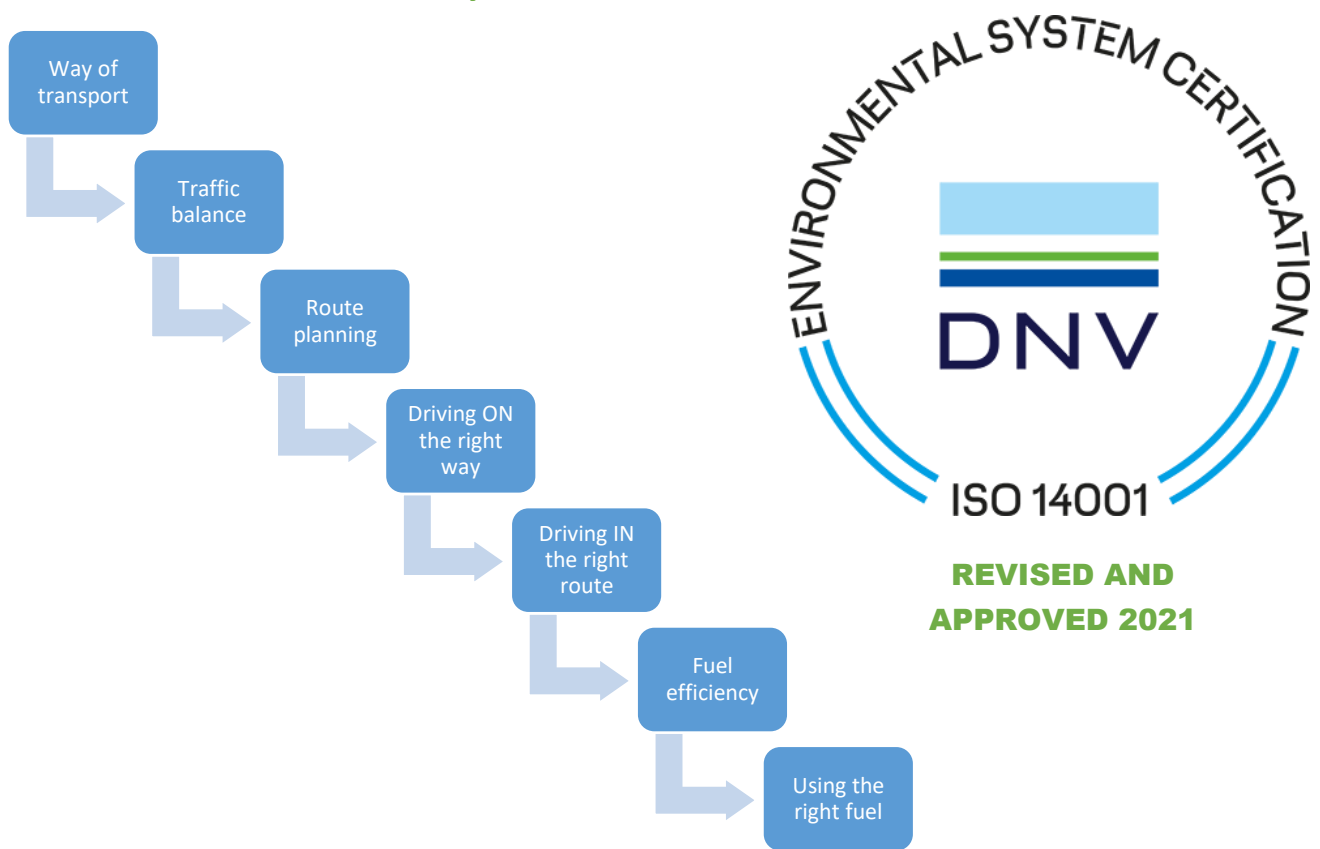 Way of
transport
Traffic
balance
Route
planning
Driving ON
the right
way
Driving IN
the right
route
Fuel
efficiency
Using the
right fuel
ENVIRONMENTAL SYSTEM CERTIFICATION
DNV
ISO 14001
REVISED AND
APPROVED 2021